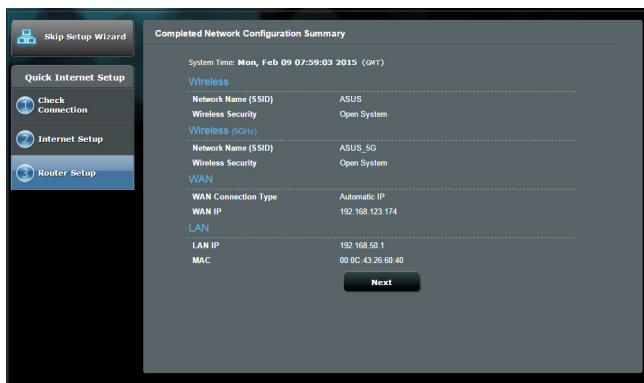 Skip Setup Wizard
Quick Internet Setup
1 Check Connection
2 Internet Setup
3 Router Setup
Completed Network Configuration Summary
System Time: Mon, Feb 09 07:59:03 2015 (GMT)
Wireless
Network Name (SSID) ASUS
Wireless Security Open System
Wireless (5GHz)
Network Name (SSID) ASUS_5G
Wireless Security Open System
WAN
WAN Connection Type Automatic IP
WAN IP 192.168.123.174
LAN
LAN IP 192.168.50.1
MAC 00:0C:43:26:60:40
Next